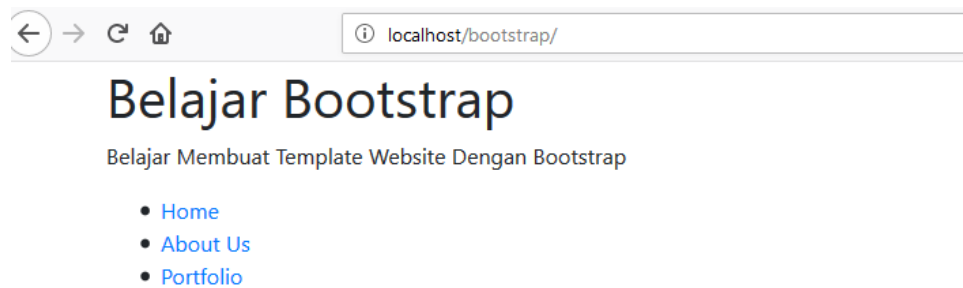 localhost/bootstrap/
Belajar Bootstrap
Belajar Membuat Template Website Dengan Bootstrap
Home
About Us
Portfolio